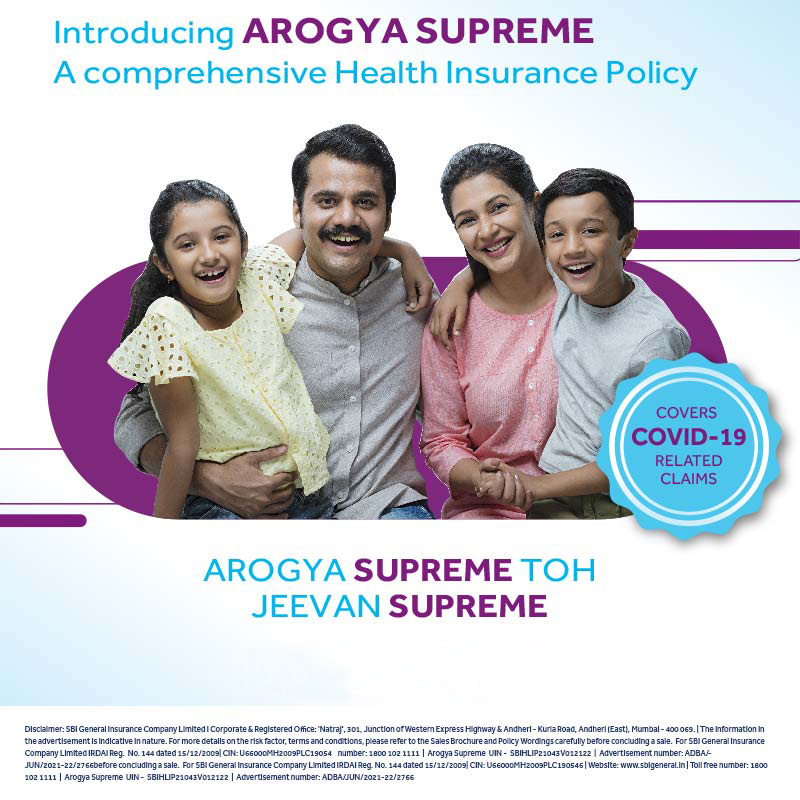 Introducing AROGYA SUPREME
A comprehensive Health Insurance Policy
COVERS
COVID-19
RELATED
CLAIMS
AROGYA SUPREME TOH
JEEVAN SUPREME
Disclaimer: SBI General Insurance Company Limited I Corporate & Registered Office: 'Natraj', 301, Junction of Western Express Highway & Andheri - Kurla Road, Andheri (East), Mumbai - 400 069. | The information in
the advertisement is indicative in nature. For more details on the risk factor, terms and conditions, please refer to the Sales Brochure and Policy Wordings carefully before concluding a sale. For SBI General Insurance
Company Limited IRDAI Reg. No. 144 dated 15/12/2009| CIN: U66000MH2009PLC19054 number: 1800 102 1111 | Arogya Supreme UIN - SBIHLIP21043V012122 | Advertisement number: ADBA/-
JUN/2021-22/2766before concluding a sale. For SBI General Insurance Company Limited IRDAI Reg. No. 144 dated 15/12/2009| CIN: U66000MH2009PLC190546 | Website: www.sbigeneral.in | Toll free number: 1800
102 1111 | Arogya Supreme UIN - SBIHLIP21043V012122 | Advertisement number: ADBA/JUN/2021-22/2766